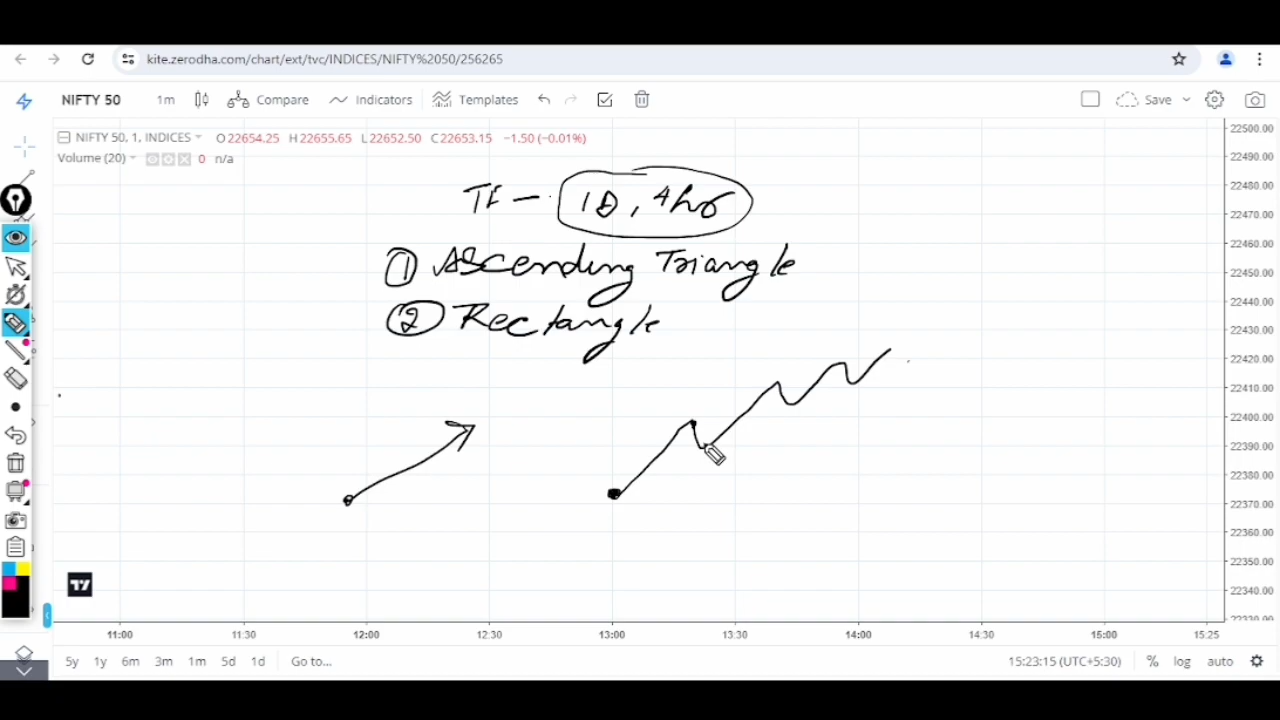 kite.zerodha.com/chart/ext/tvc/INDICES/NIFTY%2050/256265
NIFTY 50 1m Compare Indicators Templates Save
NIFTY 50, 1, INDICES O22654.25 H22655.65 L22652.50 C22653.15 −1.50 (−0.01%)
Volume (20) 0 n/a
TF - 1D, 4hr
① Ascending Triangle
② Rectangle
22500.00
22490.00
22480.00
22470.00
22460.00
22450.00
22440.00
22430.00
22420.00
22410.00
22400.00
22390.00
22380.00
22370.00
22360.00
22350.00
22340.00
22330.00
11:00 11:30 12:00 12:30 13:00 13:30 14:00 14:30 15:00 15:25
5y 1y 6m 3m 1m 5d 1d Go to... 15:23:15 (UTC+5:30) % log auto